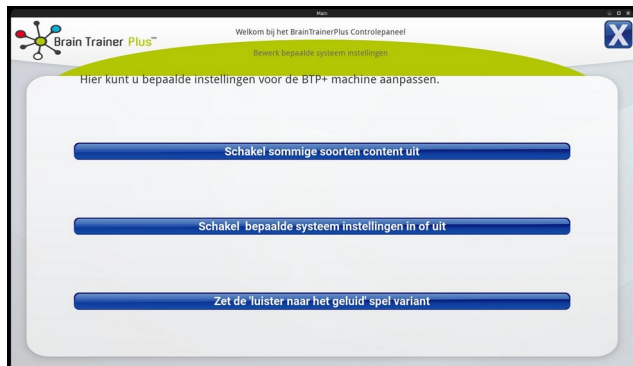 Main
Brain Trainer Plus™
Welkom bij het BrainTrainerPlus Controlepaneel
X
Bewerk bepaalde systeem instellingen
Hier kunt u bepaalde instellingen voor de BTP+ machine aanpassen.
Schakel sommige soorten content uit
Schakel  bepaalde systeem instellingen in of uit
Zet de 'luister naar het geluid' spel variant